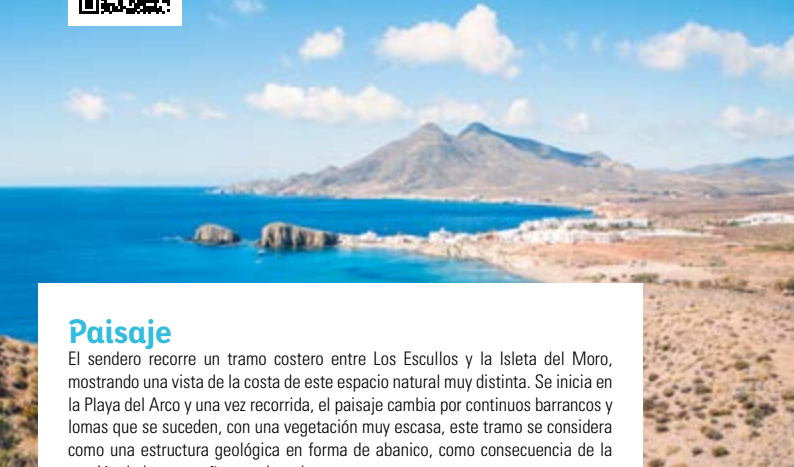 Paisaje
El sendero recorre un tramo costero entre Los Escullos y la Isleta del Moro,
mostrando una vista de la costa de este espacio natural muy distinta. Se inicia en
la Playa del Arco y una vez recorrida, el paisaje cambia por continuos barrancos y
lomas que se suceden, con una vegetación muy escasa, este tramo se considera
como una estructura geológica en forma de abanico, como consecuencia de la